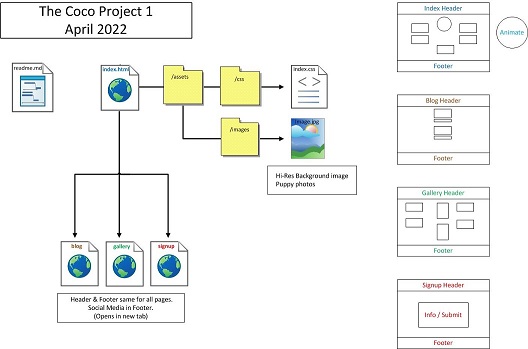 The Coco Project 1
April 2022
readme.md
index.html
/assets
/css
index.css
/images
Image.jpg
Hi-Res Background image
Puppy photos
blog
gallery
signup
Header & Footer same for all pages.
Social Media in Footer.
(Opens in new tab)
Index Header
Animate
Footer
Blog Header
Footer
Gallery Header
Footer
Signup Header
Info / Submit
Footer